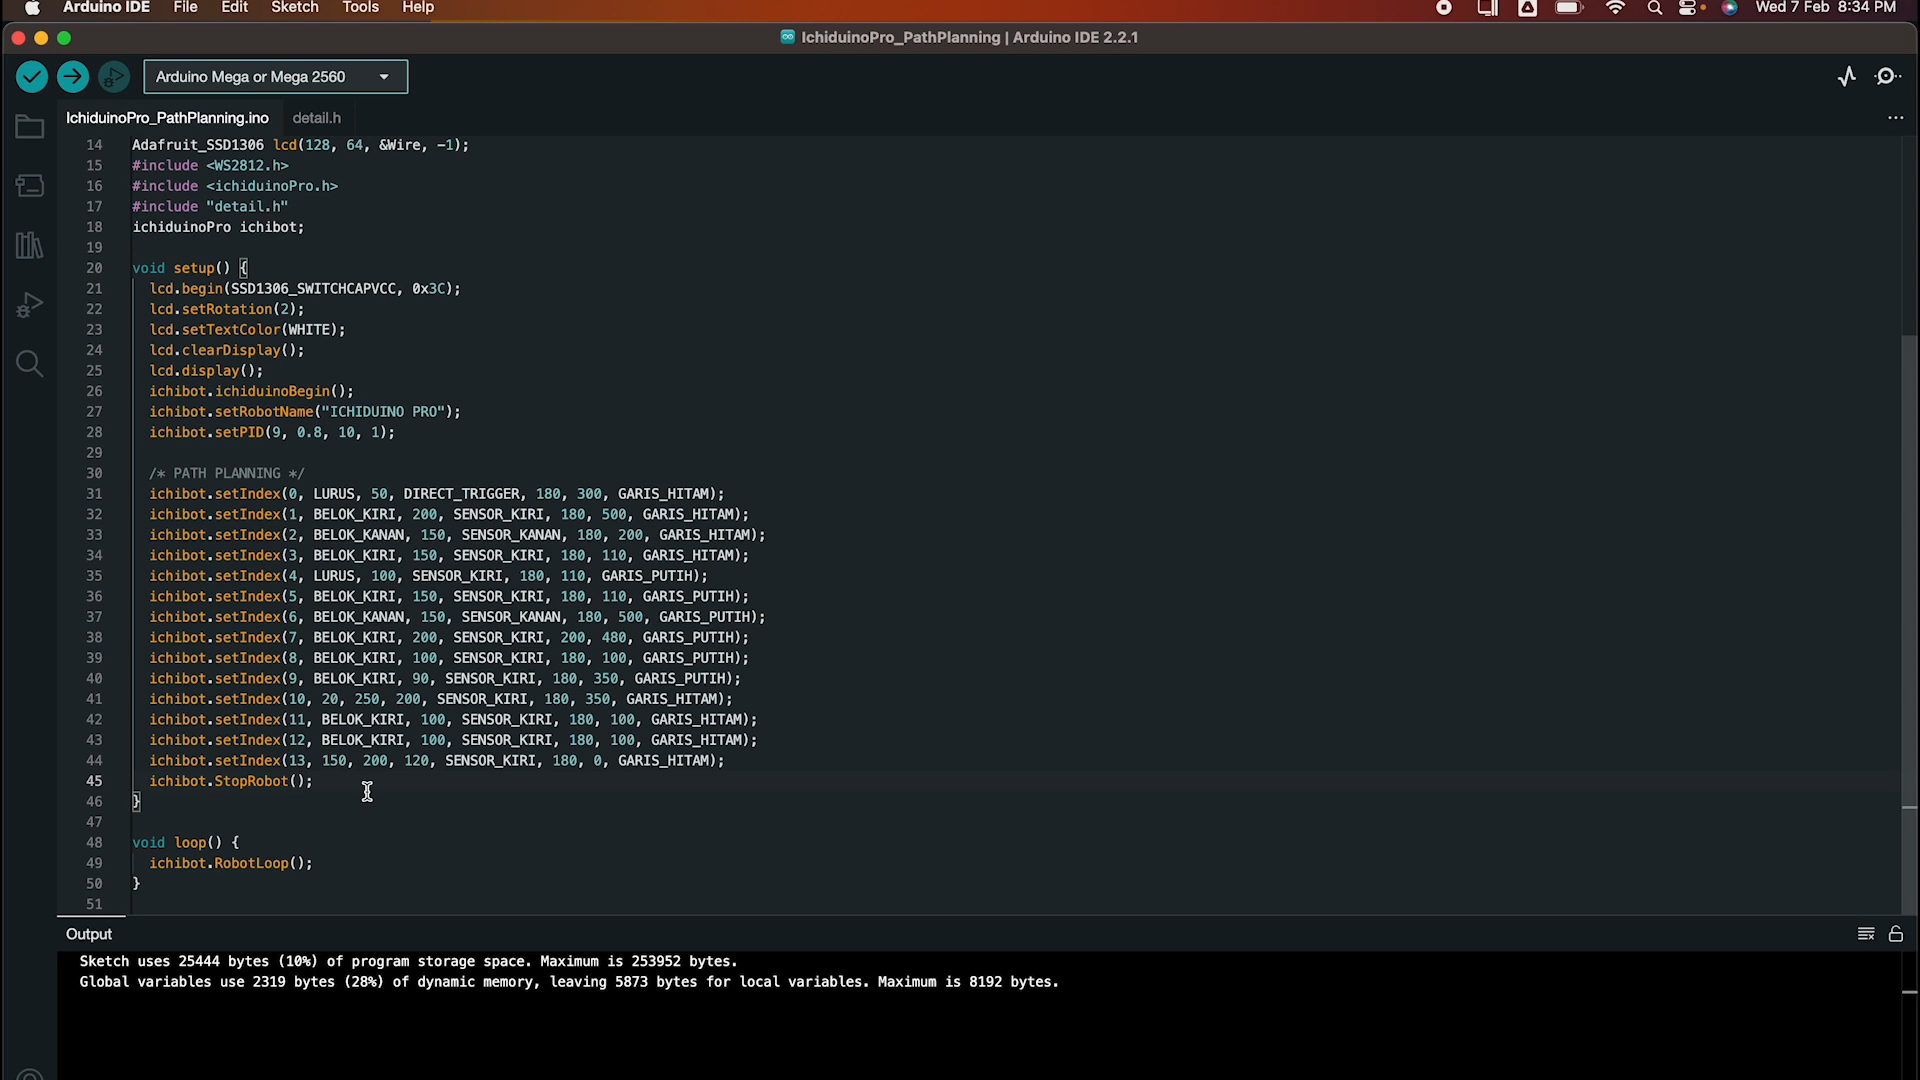 Arduino IDE File Edit Sketch Tools Help Wed 7 Feb 8:34 PM
IchiduinoPro_PathPlanning | Arduino IDE 2.2.1
Arduino Mega or Mega 2560
IchiduinoPro_PathPlanning.ino detail.h
14 Adafruit_SSD1306 lcd(128, 64, &Wire, -1);
15 #include <WS2812.h>
16 #include <ichiduinoPro.h>
17 #include "detail.h"
18 ichiduinoPro ichibot;
19
20 void setup() {
21 lcd.begin(SSD1306_SWITCHCAPVCC, 0x3C);
22 lcd.setRotation(2);
23 lcd.setTextColor(WHITE);
24 lcd.clearDisplay();
25 lcd.display();
26 ichibot.ichiduinoBegin();
27 ichibot.setRobotName("ICHIDUINO PRO");
28 ichibot.setPID(9, 0.8, 10, 1);
29
30 /* PATH PLANNING */
31 ichibot.setIndex(0, LURUS, 50, DIRECT_TRIGGER, 180, 300, GARIS_HITAM);
32 ichibot.setIndex(1, BELOK_KIRI, 200, SENSOR_KIRI, 180, 500, GARIS_HITAM);
33 ichibot.setIndex(2, BELOK_KANAN, 150, SENSOR_KANAN, 180, 200, GARIS_HITAM);
34 ichibot.setIndex(3, BELOK_KIRI, 150, SENSOR_KIRI, 180, 110, GARIS_HITAM);
35 ichibot.setIndex(4, LURUS, 100, SENSOR_KIRI, 180, 110, GARIS_PUTIH);
36 ichibot.setIndex(5, BELOK_KIRI, 150, SENSOR_KIRI, 180, 110, GARIS_PUTIH);
37 ichibot.setIndex(6, BELOK_KANAN, 150, SENSOR_KANAN, 180, 500, GARIS_PUTIH);
38 ichibot.setIndex(7, BELOK_KIRI, 200, SENSOR_KIRI, 200, 480, GARIS_PUTIH);
39 ichibot.setIndex(8, BELOK_KIRI, 100, SENSOR_KIRI, 180, 100, GARIS_PUTIH);
40 ichibot.setIndex(9, BELOK_KIRI, 90, SENSOR_KIRI, 180, 350, GARIS_PUTIH);
41 ichibot.setIndex(10, 20, 250, 200, SENSOR_KIRI, 180, 350, GARIS_HITAM);
42 ichibot.setIndex(11, BELOK_KIRI, 100, SENSOR_KIRI, 180, 100, GARIS_HITAM);
43 ichibot.setIndex(12, BELOK_KIRI, 100, SENSOR_KIRI, 180, 100, GARIS_HITAM);
44 ichibot.setIndex(13, 150, 200, 120, SENSOR_KIRI, 180, 0, GARIS_HITAM);
45 ichibot.StopRobot();
46 }
47
48 void loop() {
49 ichibot.RobotLoop();
50 }
51
Output
Sketch uses 25444 bytes (10%) of program storage space. Maximum is 253952 bytes.
Global variables use 2319 bytes (28%) of dynamic memory, leaving 5873 bytes for local variables. Maximum is 8192 bytes.